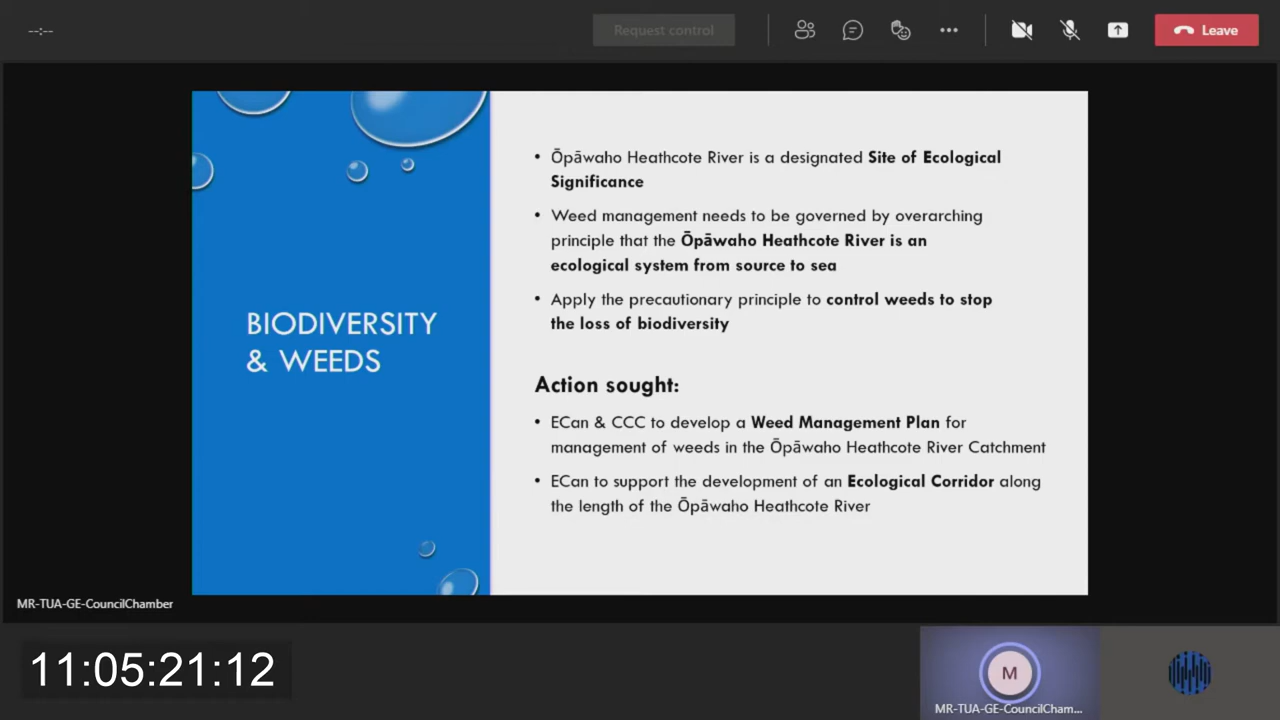 --:--
Request control
Leave
BIODIVERSITY
& WEEDS
• Ōpāwaho Heathcote River is a designated Site of Ecological
Significance
• Weed management needs to be governed by overarching
principle that the Ōpāwaho Heathcote River is an
ecological system from source to sea
• Apply the precautionary principle to control weeds to stop
the loss of biodiversity
Action sought:
• ECan & CCC to develop a Weed Management Plan for
management of weeds in the Ōpāwaho Heathcote River Catchment
• ECan to support the development of an Ecological Corridor along
the length of the Ōpāwaho Heathcote River
MR-TUA-GE-CouncilChamber
11:05:21:12
M
MR-TUA-GE-CouncilCham...